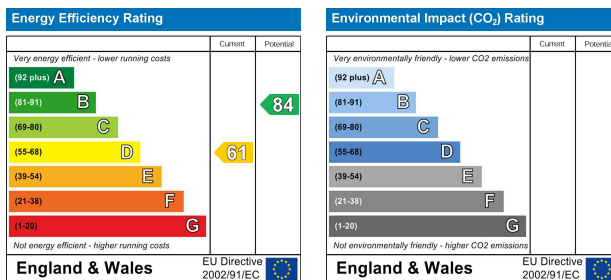 Energy Efficiency Rating
Current Potential
Very energy efficient - lower running costs
(92 plus) A
(81-91) B
84
(69-80) C
(55-68) D
61
(39-54) E
(21-38) F
(1-20) G
Not energy efficient - higher running costs
England & Wales
EU Directive
2002/91/EC
Environmental Impact (CO₂) Rating
Current Potential
Very environmentally friendly - lower CO2 emissions
(92 plus) A
(81-91) B
(69-80) C
(55-68) D
(39-54) E
(21-38) F
(1-20) G
Not environmentally friendly - higher CO2 emissions
England & Wales
EU Directive
2002/91/EC